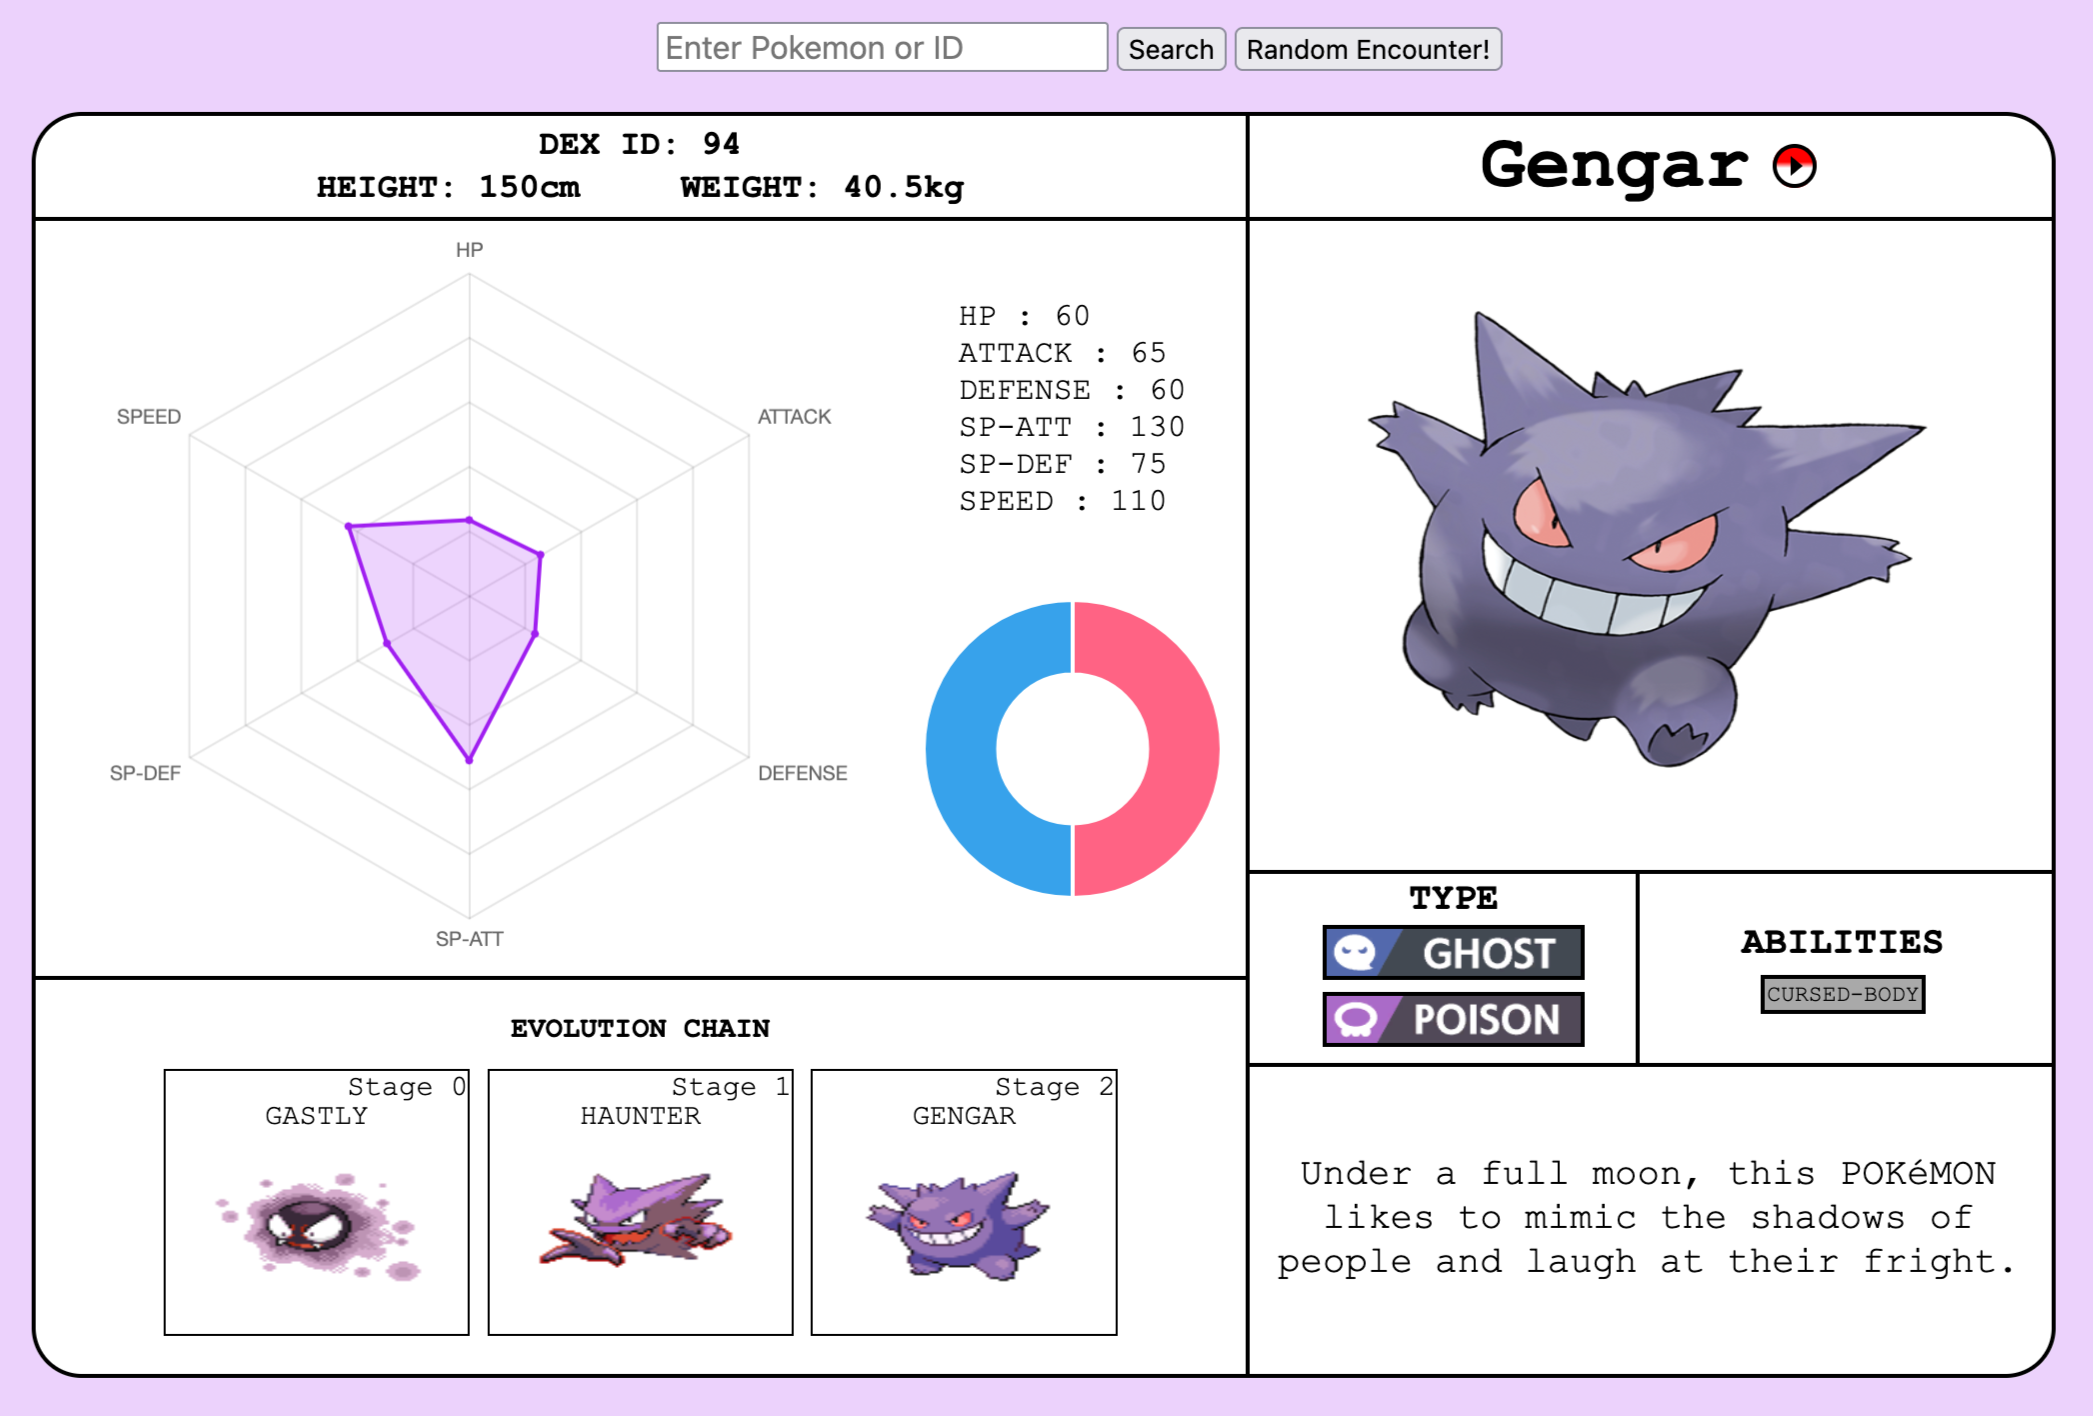 Enter Pokemon or ID
Search
Random Encounter!
DEX ID: 94
HEIGHT: 150cm WEIGHT: 40.5kg
Gengar
HP
ATTACK
DEFENSE
SP-ATT
SP-DEF
SPEED
HP : 60
ATTACK : 65
DEFENSE : 60
SP-ATT : 130
SP-DEF : 75
SPEED : 110
TYPE
GHOST
POISON
ABILITIES
CURSED-BODY
EVOLUTION CHAIN
Stage 0
GASTLY
Stage 1
HAUNTER
Stage 2
GENGAR
Under a full moon, this POKéMON
likes to mimic the shadows of
people and laugh at their fright.